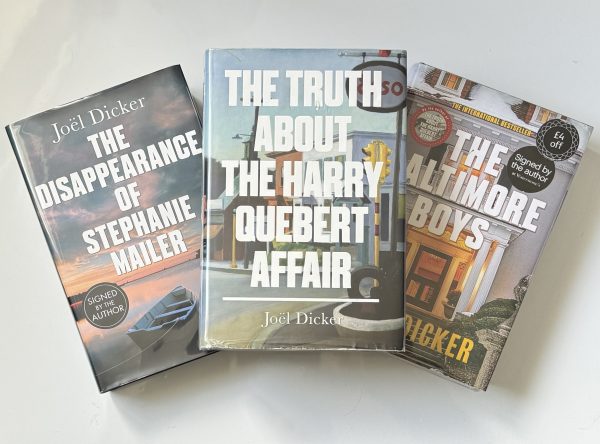 Joël Dicker
THE
DISAPPEARANCE
OF
STEPHANIE
MAILER
SIGNED
BY THE
AUTHOR
THE TRUTH
ABOUT
THE HARRY
QUEBERT
AFFAIR
Joël Dicker
THE INTERNATIONAL BESTSELLER
£4
off
Signed by
the author
THE
ALTIMORE
BOYS
DICKER